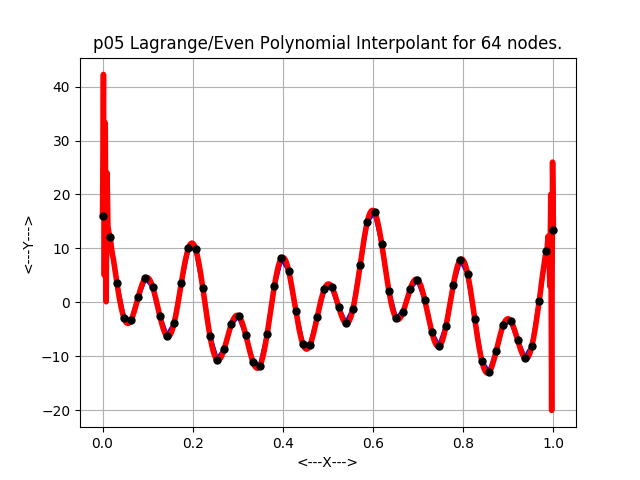 p05 Lagrange/Even Polynomial Interpolant for 64 nodes.
40
30
20
10
0
−10
−20
<---Y--->
0.0 0.2 0.4 0.6 0.8 1.0
<---X--->